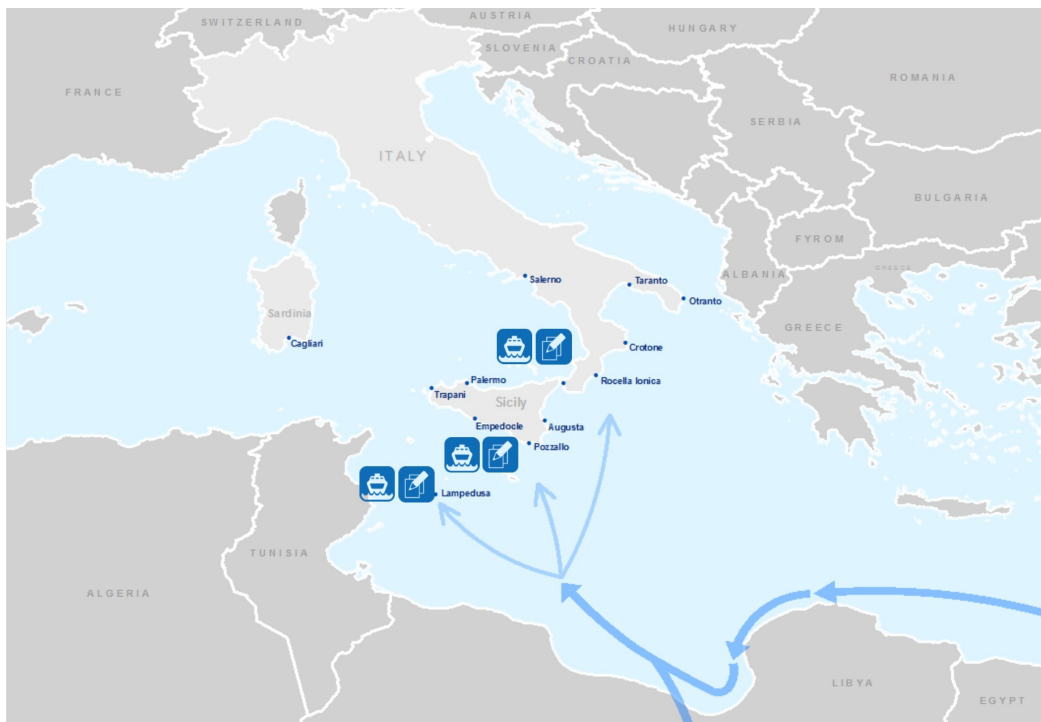 SWITZERLAND
AUSTRIA
HUNGARY
SLOVENIA
CROATIA
ROMANIA
FRANCE
SERBIA
ITALY
BULGARIA
FYROM
ALBANIA
GREECE
Salerno
Taranto
Otranto
Sardinia
Cagliari
GREECE
Crotone
Palermo
Rocella Ionica
Trapani
Sicily
Empedocle
Augusta
Pozzallo
Lampedusa
TUNISIA
ALGERIA
LIBYA
EGYPT